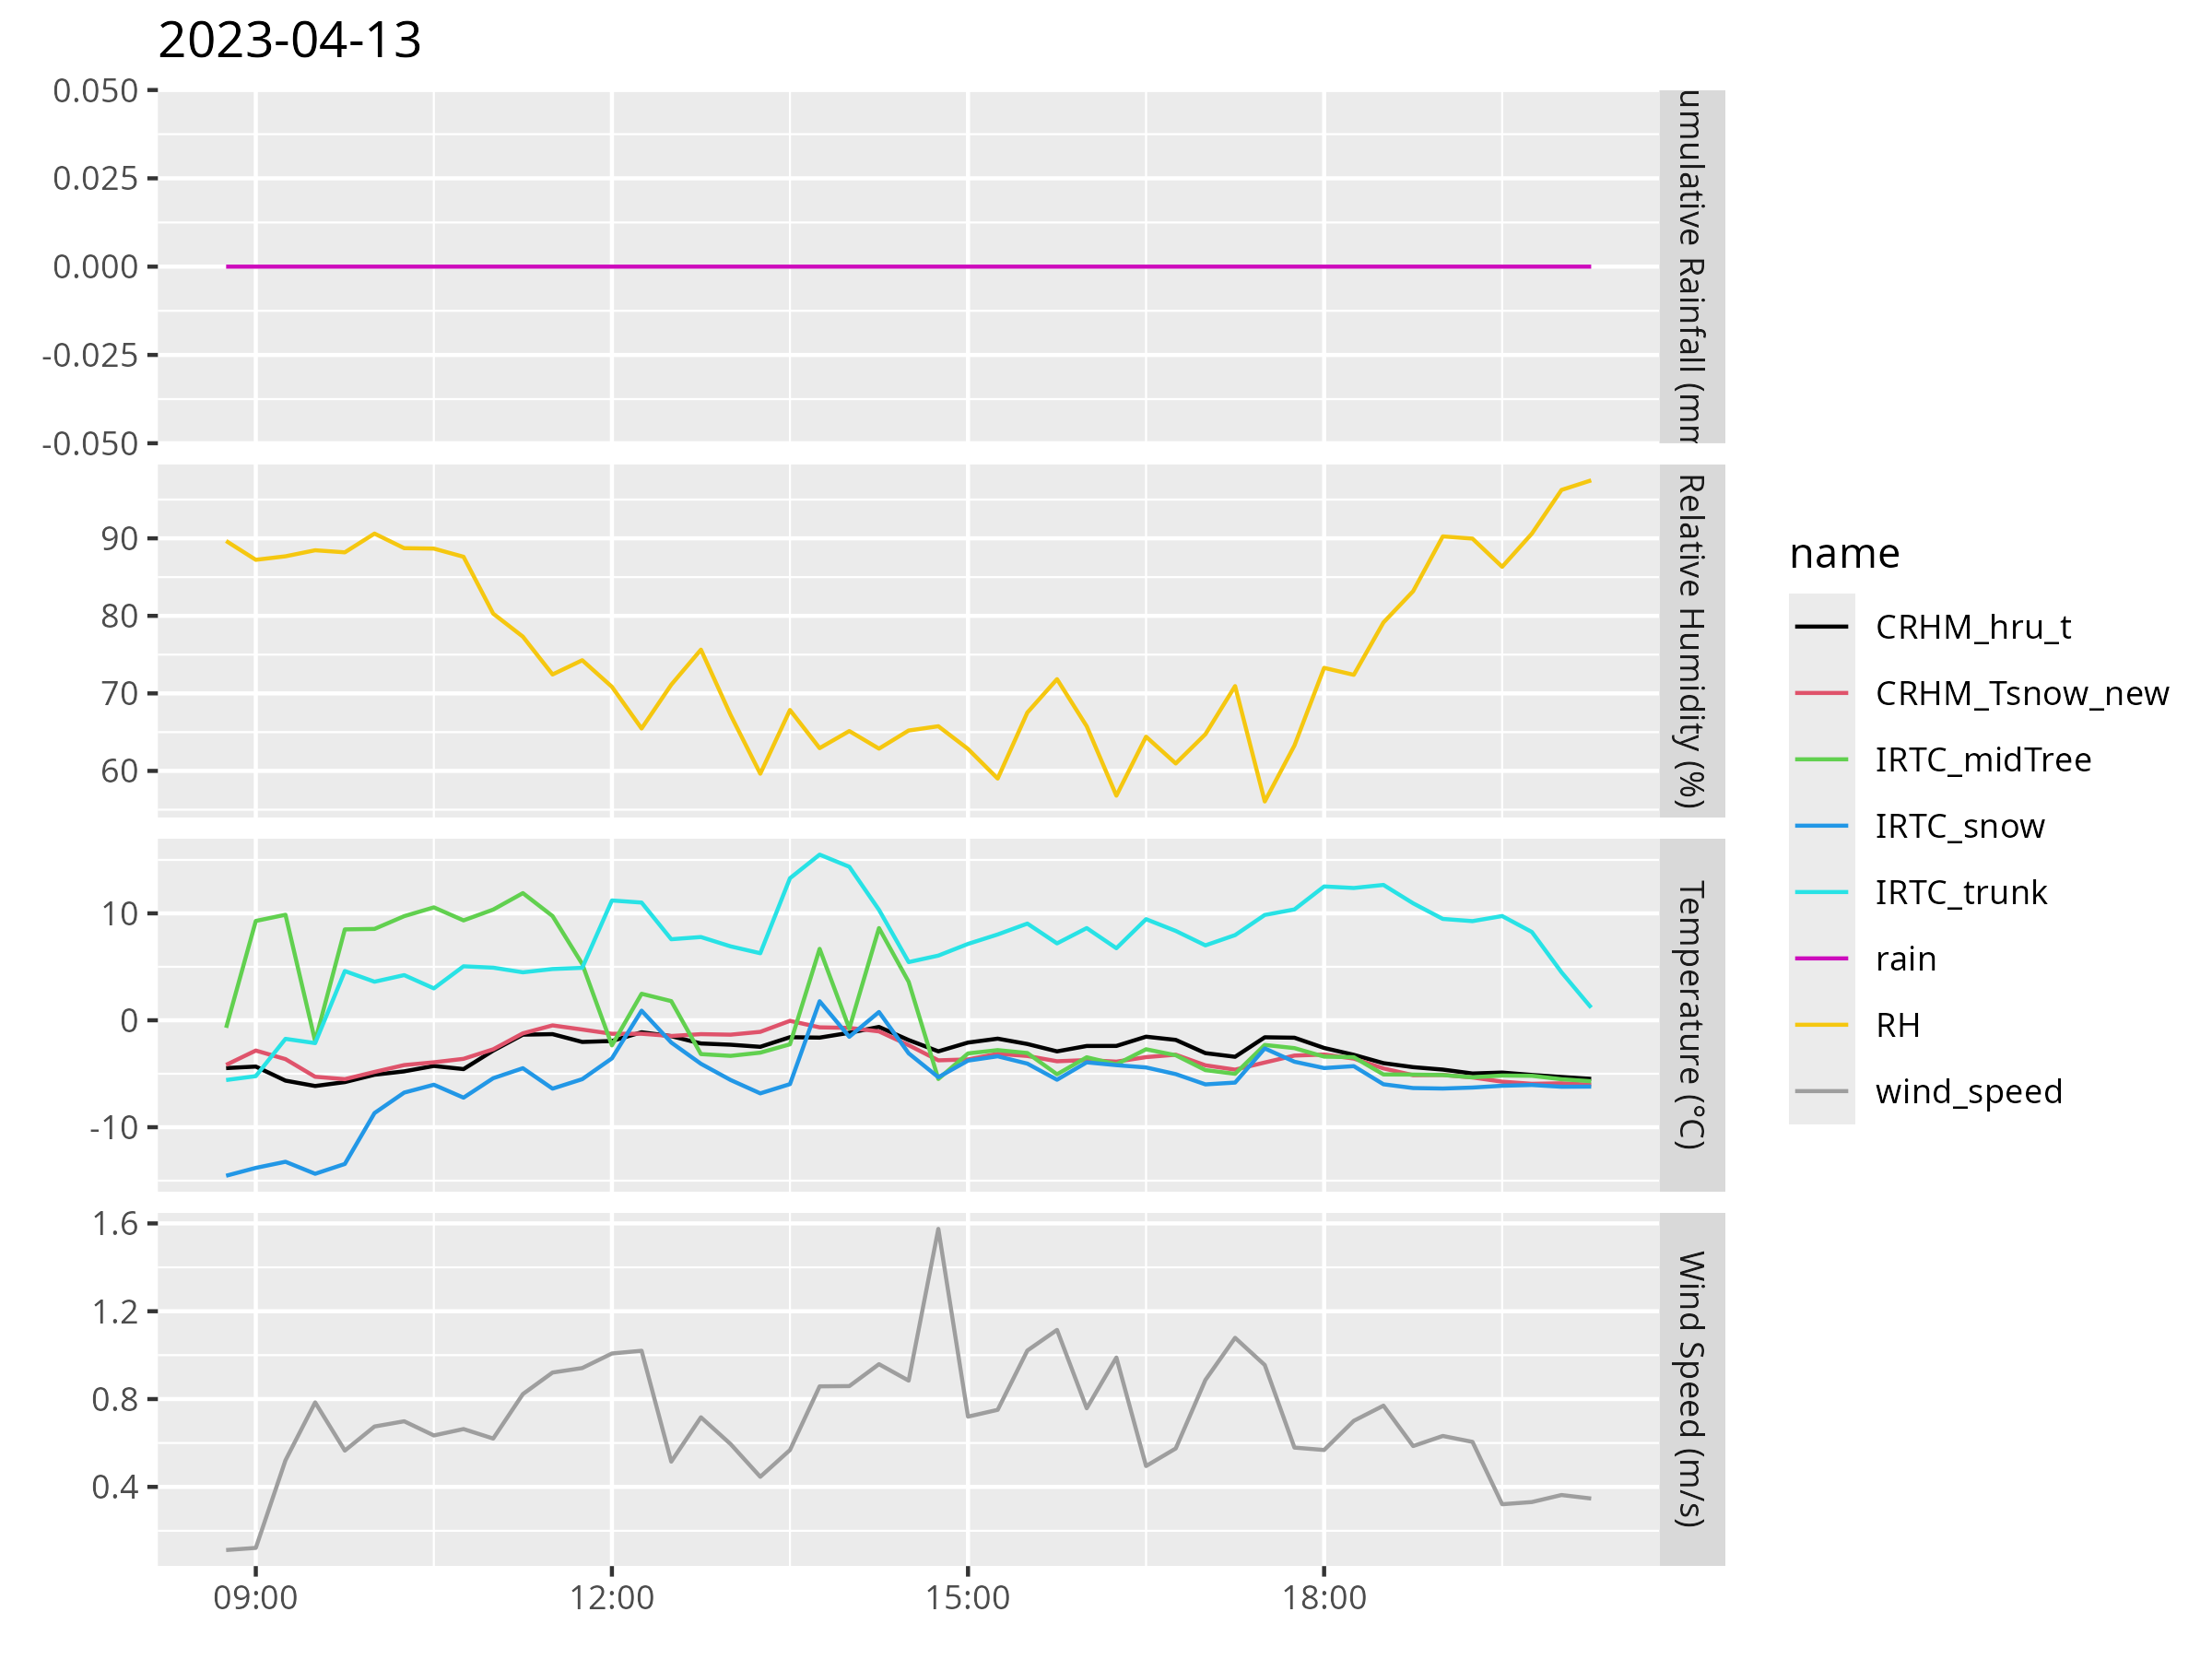 2023-04-13
0.050
0.025
0.000
-0.025
-0.050
umulative Rainfall (mm
90
80
70
60
Relative Humidity (%)
10
0
-10
Temperature (°C)
1.6
1.2
0.8
0.4
Wind Speed (m/s)
09:00 12:00 15:00 18:00
name
CRHM_hru_t
CRHM_Tsnow_new
IRTC_midTree
IRTC_snow
IRTC_trunk
rain
RH
wind_speed